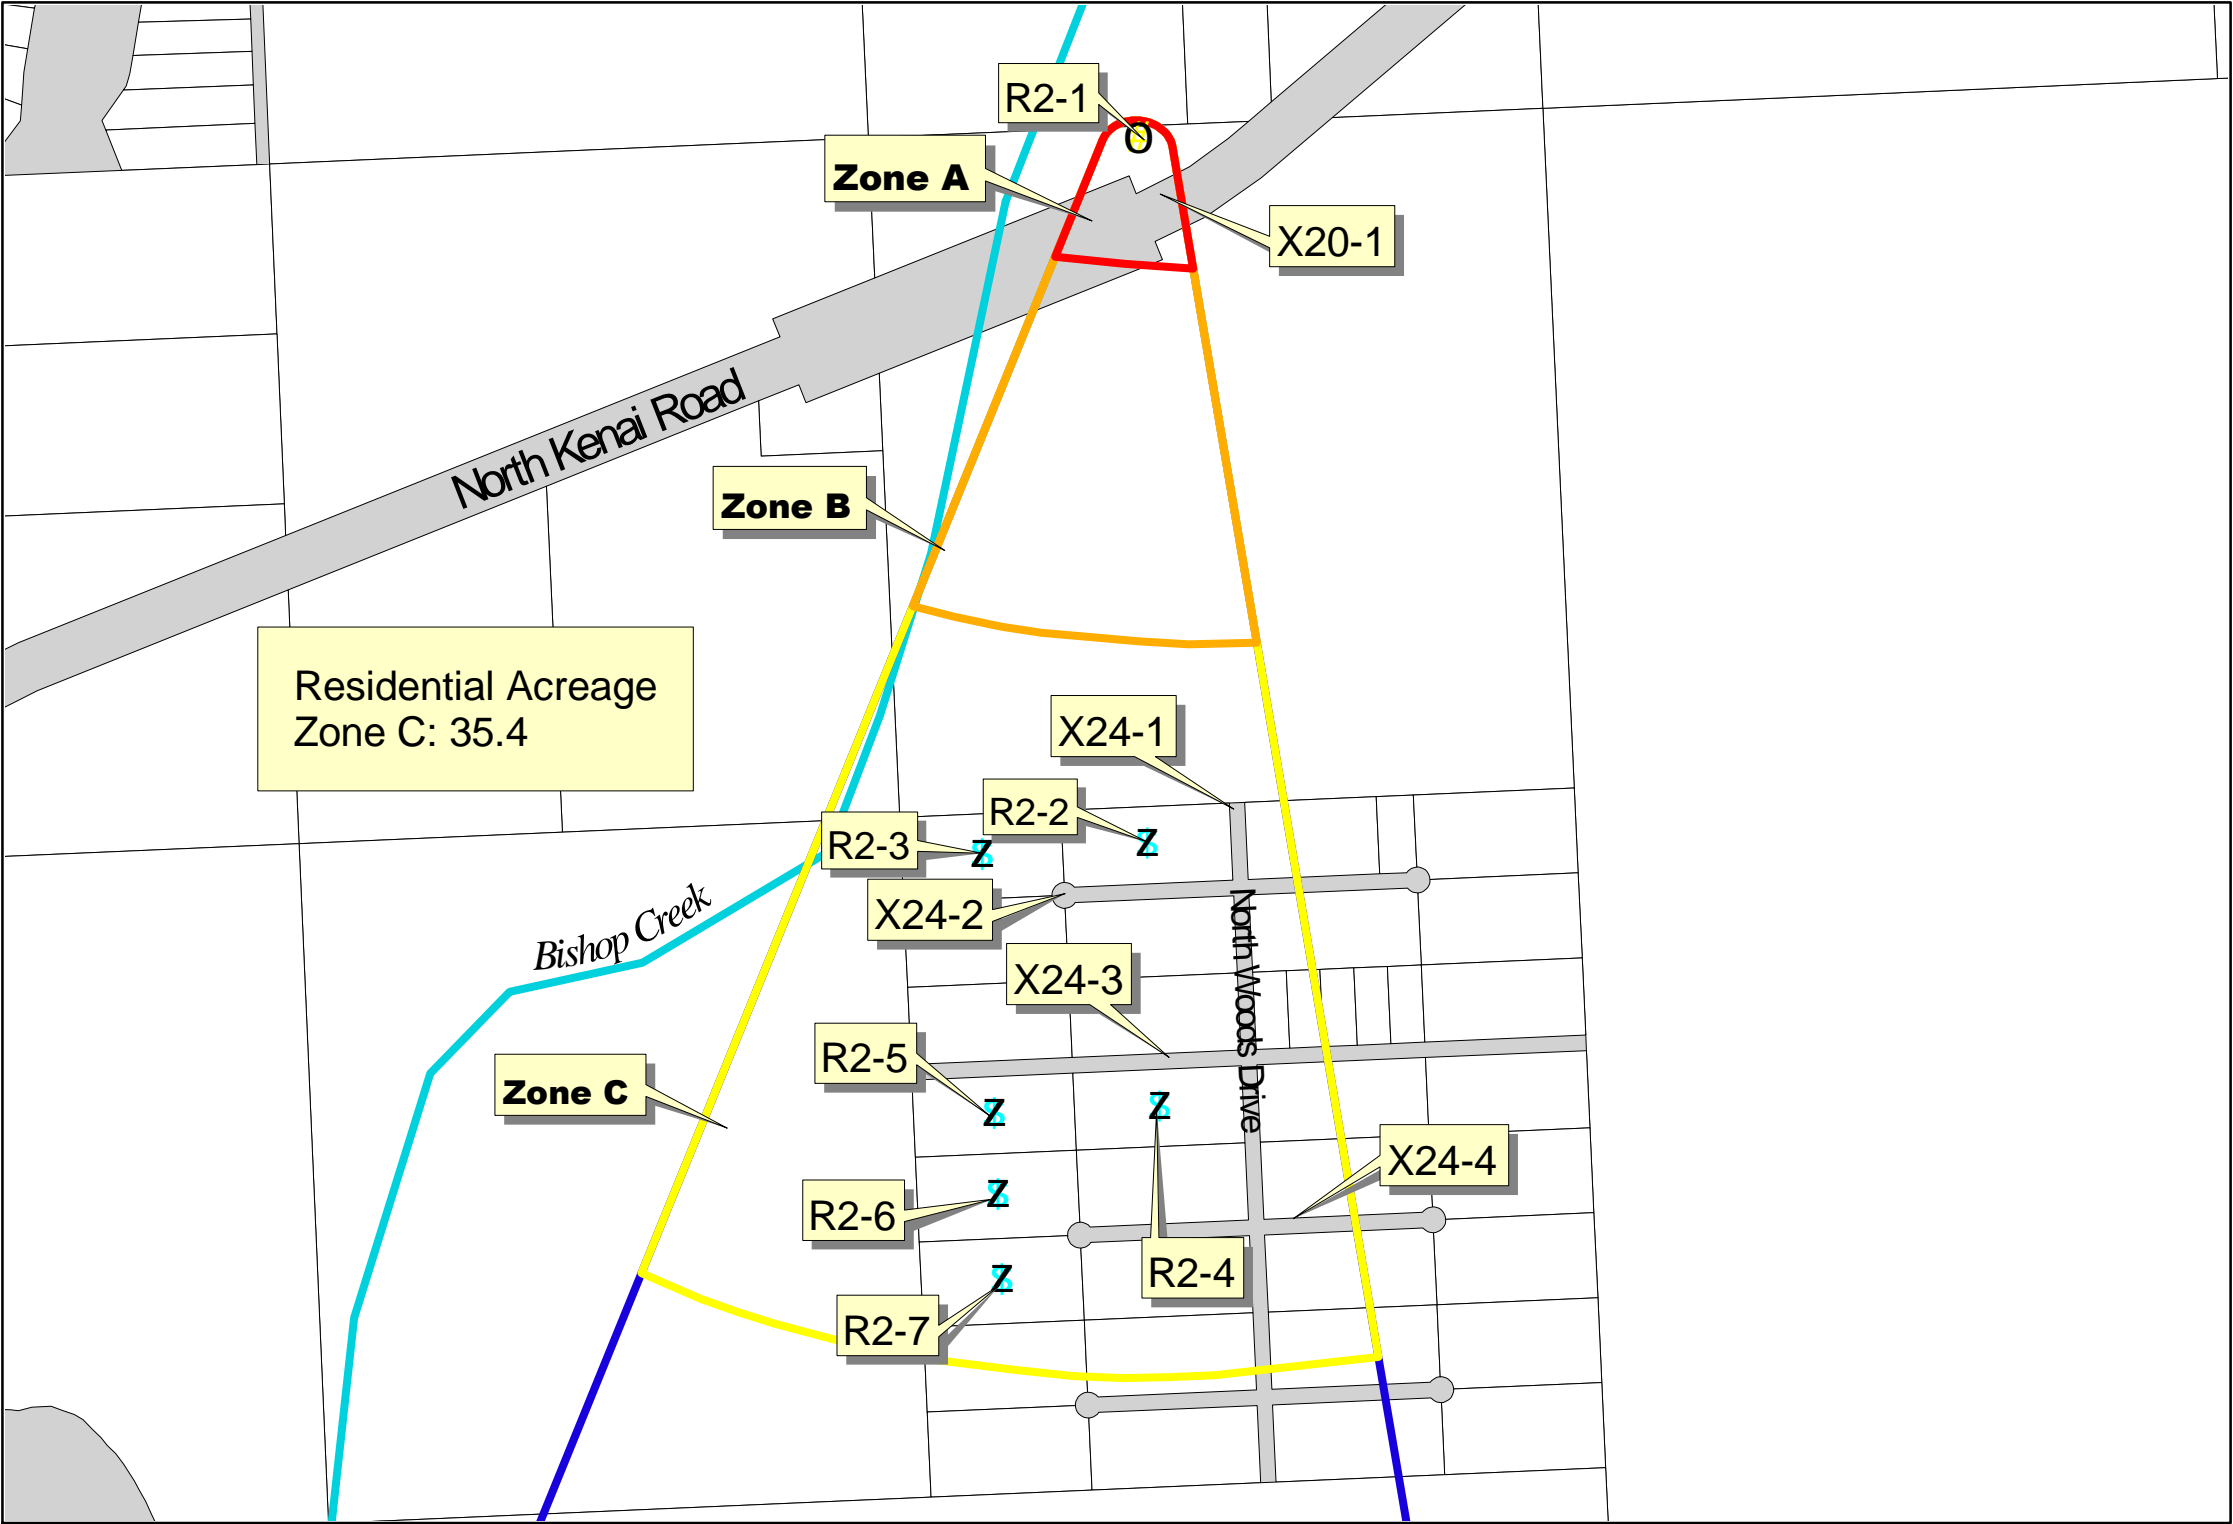 R2-1
O
Zone A
X20-1
North Kenai Road
Zone B
Residential Acreage
Zone C: 35.4
X24-1
R2-2
Z
R2-3
Z
X24-2
Bishop Creek
North Woods Drive
X24-3
R2-5
Z
Z
Zone C
X24-4
R2-6
Z
R2-4
Z
R2-7